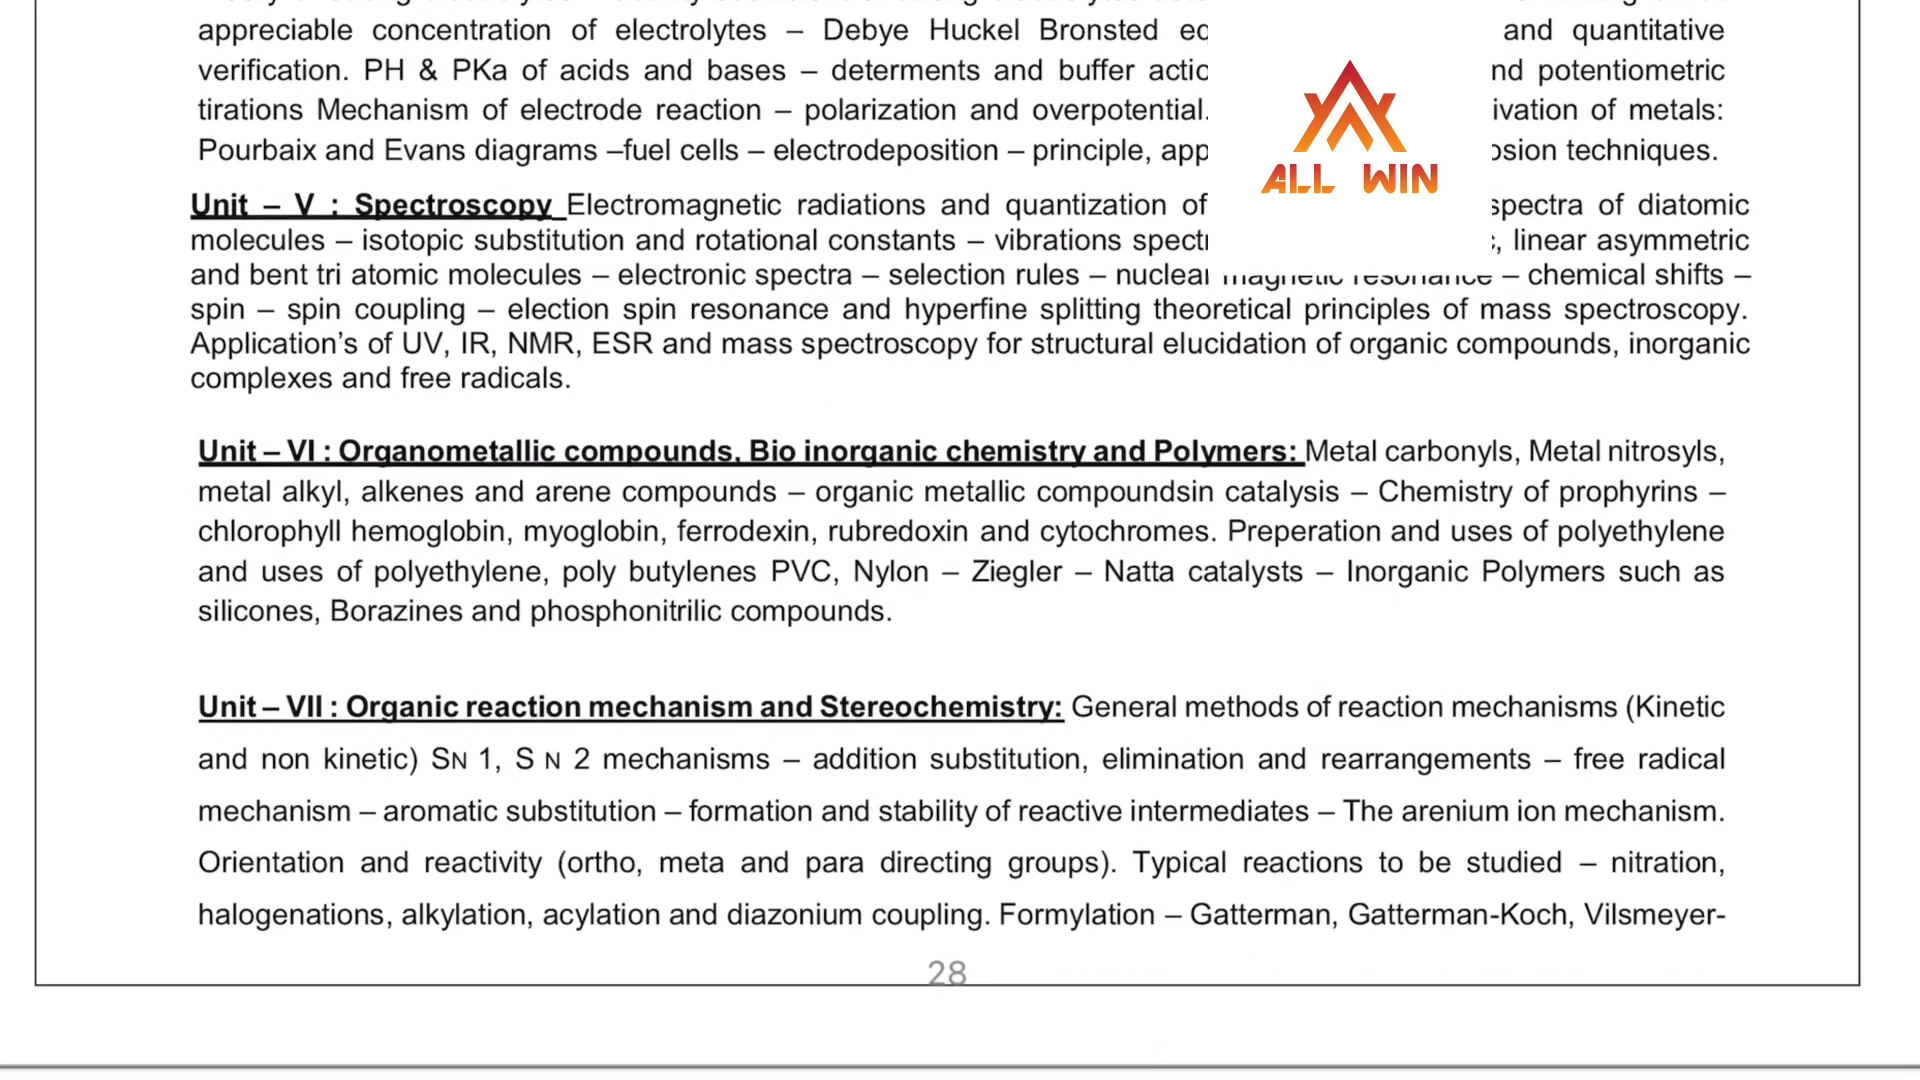 appreciable concentration of electrolytes – Debye Huckel Bronsted and quantitative
verification. PH & PKa of acids and bases – determents and buffer potentiometric
tirations Mechanism of electrode reaction – polarization and overpotential. of metals:
Pourbaix and Evans diagrams –fuel cells – electrodeposition – principle, techniques.
ALL WIN
Unit – V : Spectroscopy Electromagnetic radiations and quantization of spectra of diatomic
molecules – isotopic substitution and rotational constants – vibrations linear asymmetric
and bent tri atomic molecules – electronic spectra – selection rules – nuclear magnetic resonance – chemical shifts –
spin – spin coupling – election spin resonance and hyperfine splitting theoretical principles of mass spectroscopy.
Application’s of UV, IR, NMR, ESR and mass spectroscopy for structural elucidation of organic compounds, inorganic
complexes and free radicals.
Unit – VI : Organometallic compounds, Bio inorganic chemistry and Polymers: Metal carbonyls, Metal nitrosyls,
metal alkyl, alkenes and arene compounds – organic metallic compoundsin catalysis – Chemistry of prophyrins –
chlorophyll hemoglobin, myoglobin, ferrodexin, rubredoxin and cytochromes. Preperation and uses of polyethylene
and uses of polyethylene, poly butylenes PVC, Nylon – Ziegler – Natta catalysts – Inorganic Polymers such as
silicones, Borazines and phosphonitrilic compounds.
Unit – VII : Organic reaction mechanism and Stereochemistry: General methods of reaction mechanisms (Kinetic
and non kinetic) SN 1, S N 2 mechanisms – addition substitution, elimination and rearrangements – free radical
mechanism – aromatic substitution – formation and stability of reactive intermediates – The arenium ion mechanism.
Orientation and reactivity (ortho, meta and para directing groups). Typical reactions to be studied – nitration,
halogenations, alkylation, acylation and diazonium coupling. Formylation – Gatterman, Gatterman-Koch, Vilsmeyer-
28